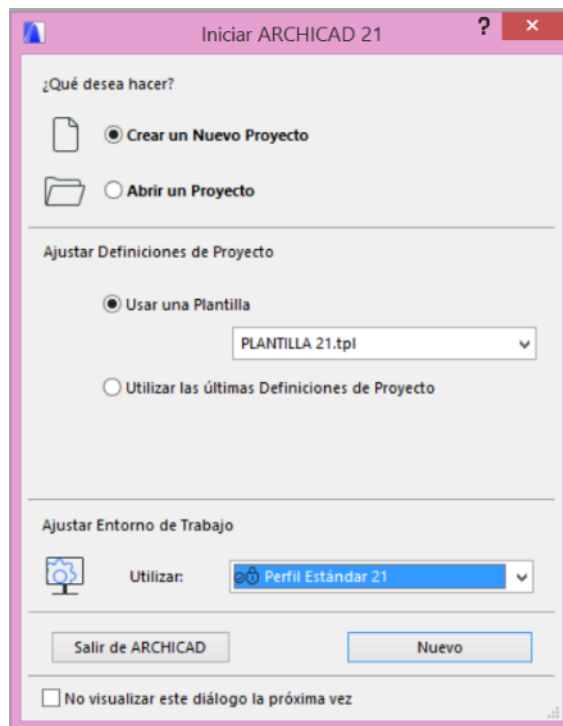 Iniciar ARCHICAD 21
?
¿Qué desea hacer?
Crear un Nuevo Proyecto
Abrir un Proyecto
Ajustar Definiciones de Proyecto
Usar una Plantilla
PLANTILLA 21.tpl
Utilizar las últimas Definiciones de Proyecto
Ajustar Entorno de Trabajo
Utilizar: Perfil Estándar 21
Salir de ARCHICAD Nuevo
No visualizar este diálogo la próxima vez